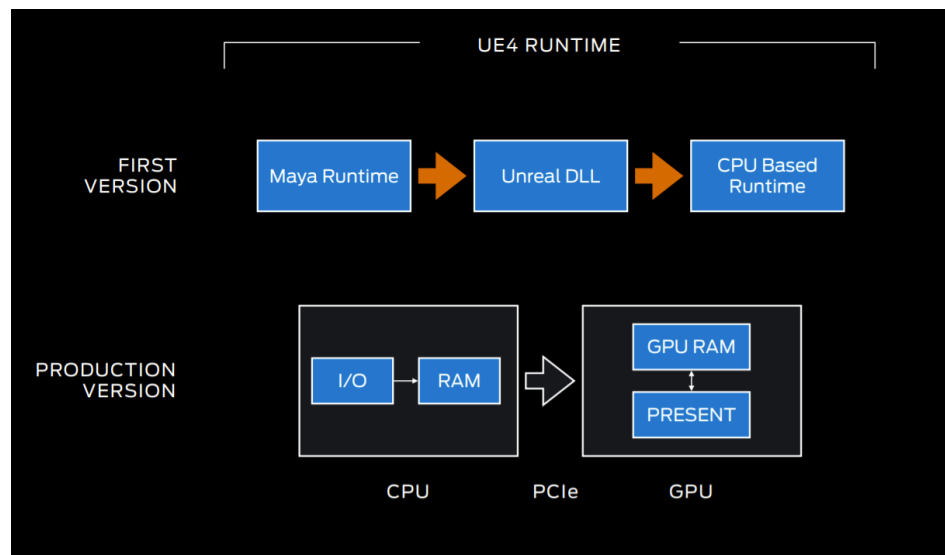 UE4 RUNTIME
FIRST
VERSION
Maya Runtime
Unreal DLL
CPU Based
Runtime
PRODUCTION
VERSION
I/O
RAM
GPU RAM
PRESENT
CPU
PCIe
GPU